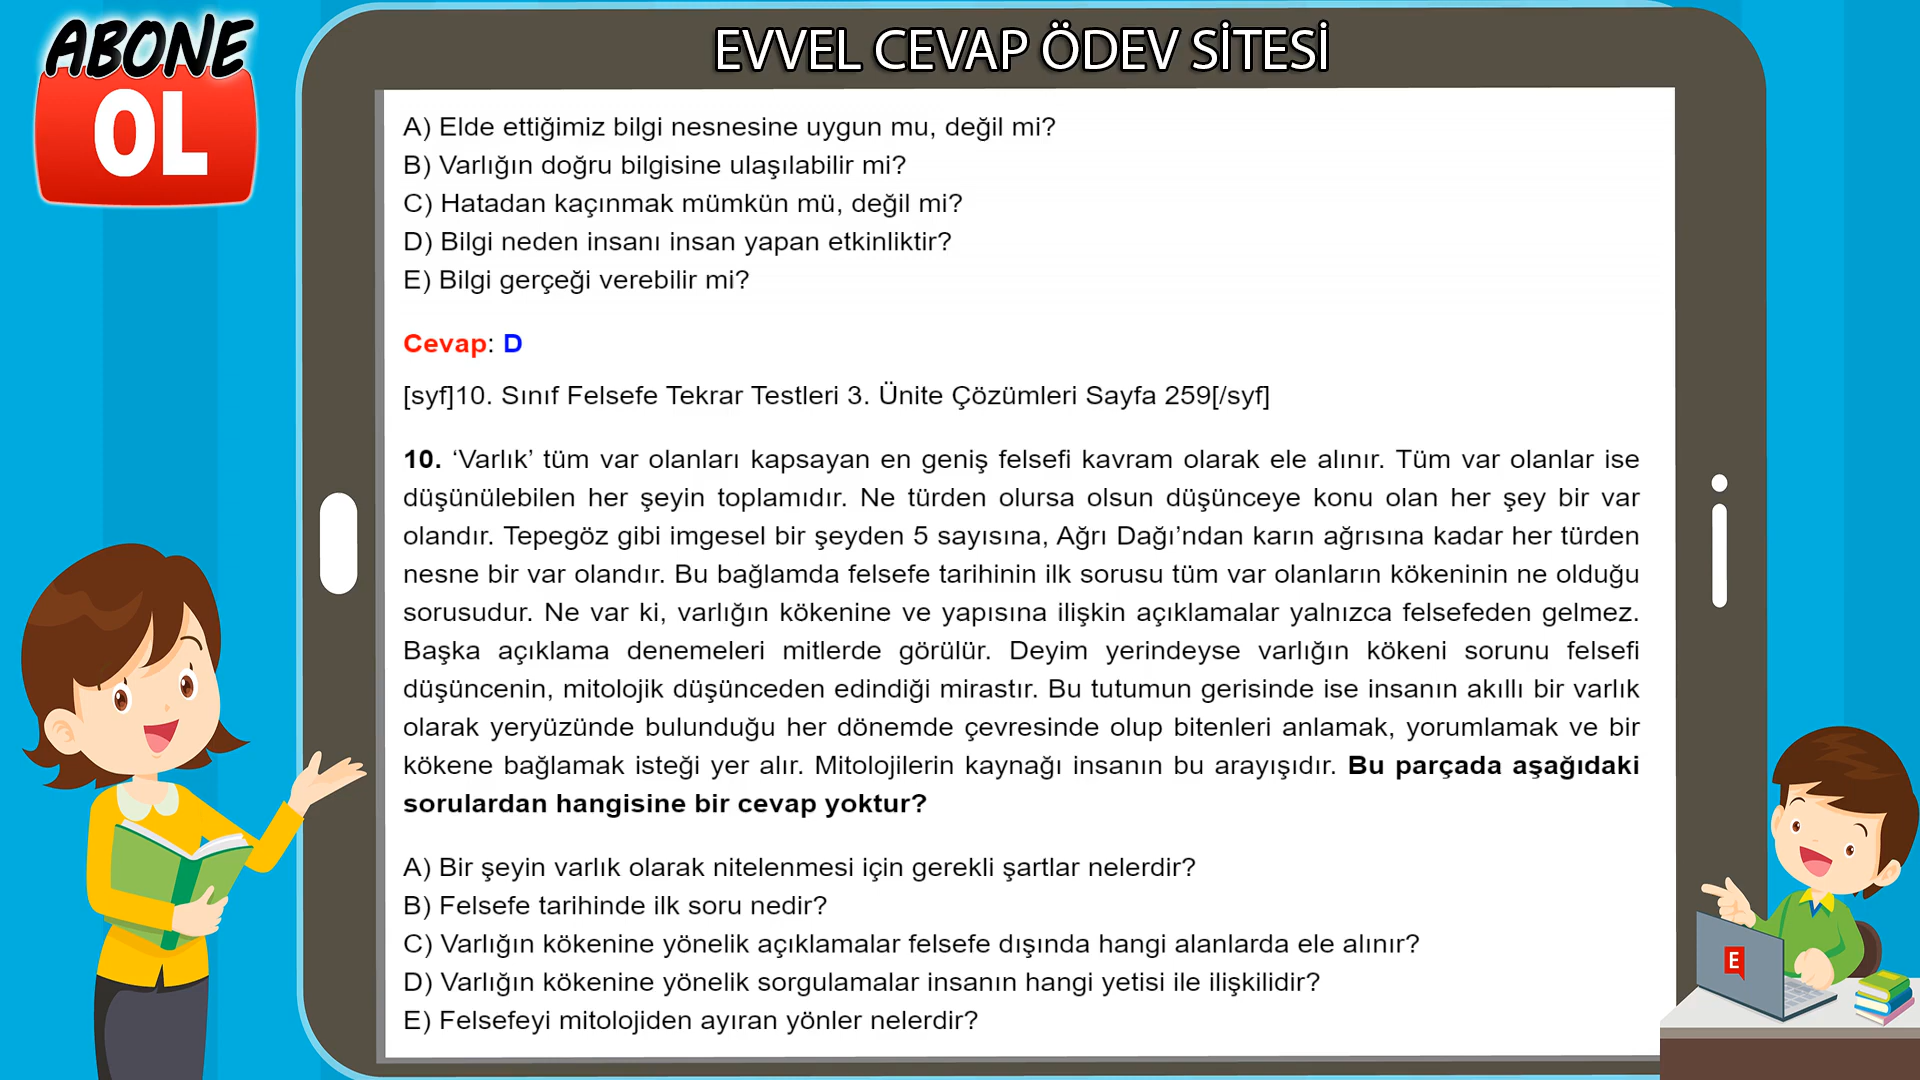 ABONE
OL
EVVEL CEVAP ÖDEV SİTESİ
A) Elde ettiğimiz bilgi nesnesine uygun mu, değil mi?
B) Varlığın doğru bilgisine ulaşılabilir mi?
C) Hatadan kaçınmak mümkün mü, değil mi?
D) Bilgi neden insanı insan yapan etkinliktir?
E) Bilgi gerçeği verebilir mi?
Cevap: D
[syf]10. Sınıf Felsefe Tekrar Testleri 3. Ünite Çözümleri Sayfa 259[/syf]
10. ‘Varlık’ tüm var olanları kapsayan en geniş felsefi kavram olarak ele alınır. Tüm var olanlar ise
düşünülebilen her şeyin toplamıdır. Ne türden olursa olsun düşünceye konu olan her şey bir var
olandır. Tepegöz gibi imgesel bir şeyden 5 sayısına, Ağrı Dağı’ndan karın ağrısına kadar her türden
nesne bir var olandır. Bu bağlamda felsefe tarihinin ilk sorusu tüm var olanların kökeninin ne olduğu
sorusudur. Ne var ki, varlığın kökenine ve yapısına ilişkin açıklamalar yalnızca felsefeden gelmez.
Başka açıklama denemeleri mitlerde görülür. Deyim yerindeyse varlığın kökeni sorunu felsefi
düşüncenin, mitolojik düşünceden edindiği mirastır. Bu tutumun gerisinde ise insanın akıllı bir varlık
olarak yeryüzünde bulunduğu her dönemde çevresinde olup bitenleri anlamak, yorumlamak ve bir
kökene bağlamak isteği yer alır. Mitolojilerin kaynağı insanın bu arayışıdır. Bu parçada aşağıdaki
sorulardan hangisine bir cevap yoktur?
A) Bir şeyin varlık olarak nitelenmesi için gerekli şartlar nelerdir?
B) Felsefe tarihinde ilk soru nedir?
C) Varlığın kökenine yönelik açıklamalar felsefe dışında hangi alanlarda ele alınır?
D) Varlığın kökenine yönelik sorgulamalar insanın hangi yetisi ile ilişkilidir?
E) Felsefeyi mitolojiden ayıran yönler nelerdir?
E